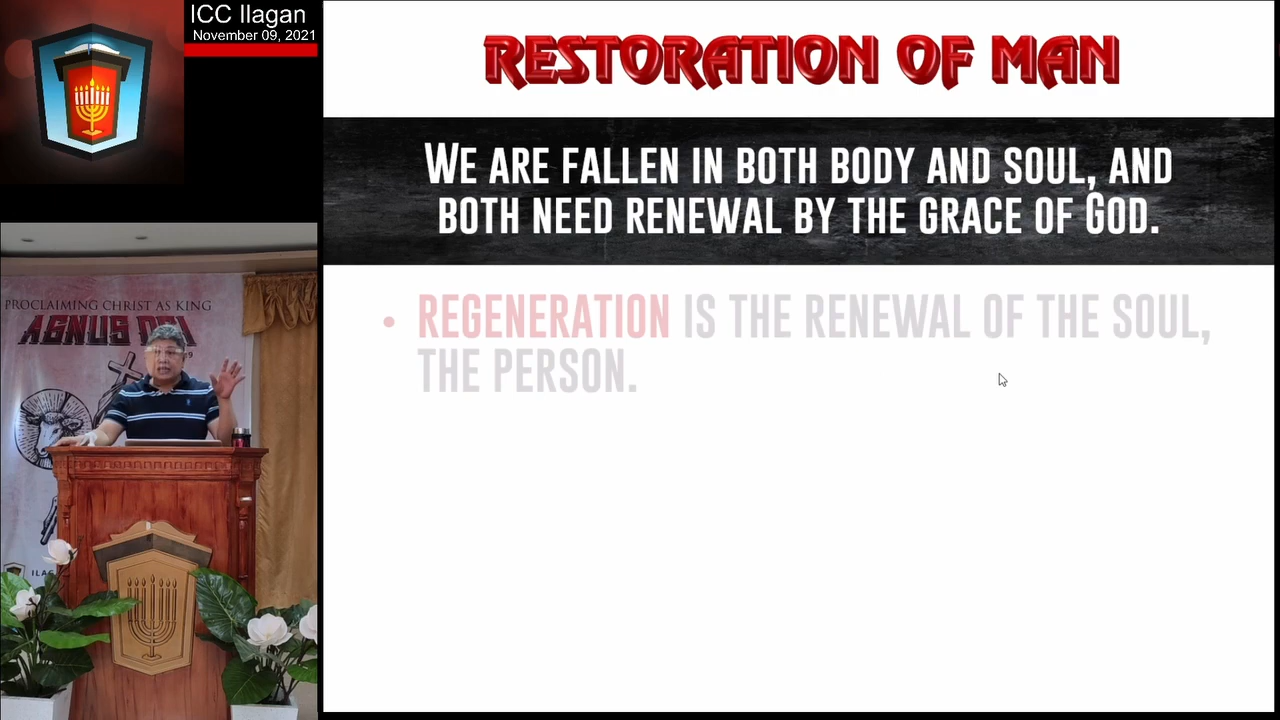 ICC Ilagan
November 09, 2021
RESTORATION OF MAN
WE ARE FALLEN IN BOTH BODY AND SOUL, AND
BOTH NEED RENEWAL BY THE GRACE OF GOD.
• REGENERATION IS THE RENEWAL OF THE SOUL,
THE PERSON.
PROCLAIMING CHRIST AS KING
AGNUS DEI